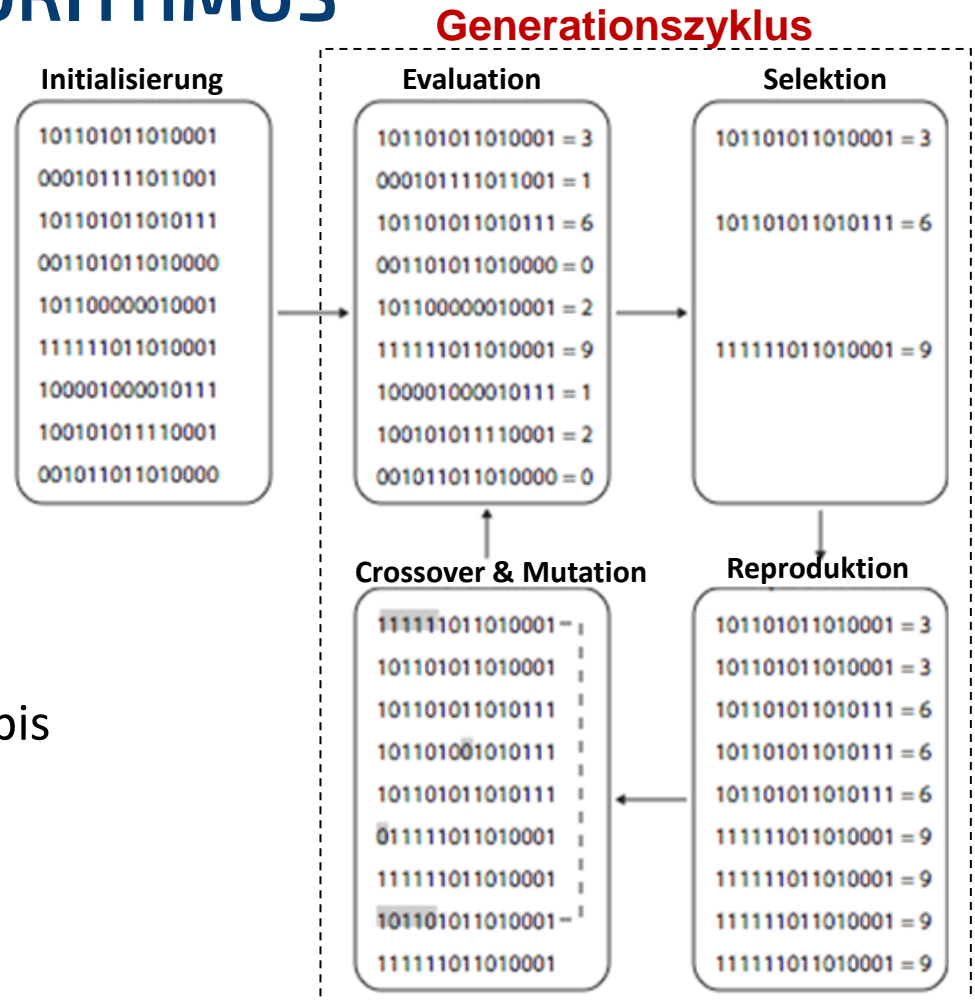 Generationszyklus
Initialisierung
101101011010001
000101111011001
101101011010111
001101011010000
101100000010001
111111011010001
100001000010111
100101011110001
001011011010000
Evaluation
101101011010001 = 3
000101111011001 = 1
101101011010111 = 6
001101011010000 = 0
101100000010001 = 2
111111011010001 = 9
100001000010111 = 1
100101011110001 = 2
001011011010000 = 0
Selektion
101101011010001 = 3
101101011010111 = 6
111111011010001 = 9
Reproduktion
101101011010001 = 3
101101011010001 = 3
101101011010111 = 6
101101011010111 = 6
101101011010111 = 6
111111011010001 = 9
111111011010001 = 9
111111011010001 = 9
111111011010001 = 9
Crossover & Mutation
111111011010001
101101011010001
101101011010111
101101001010111
101101011010111
011111011010001
111111011010001
101101011010001
111111011010001